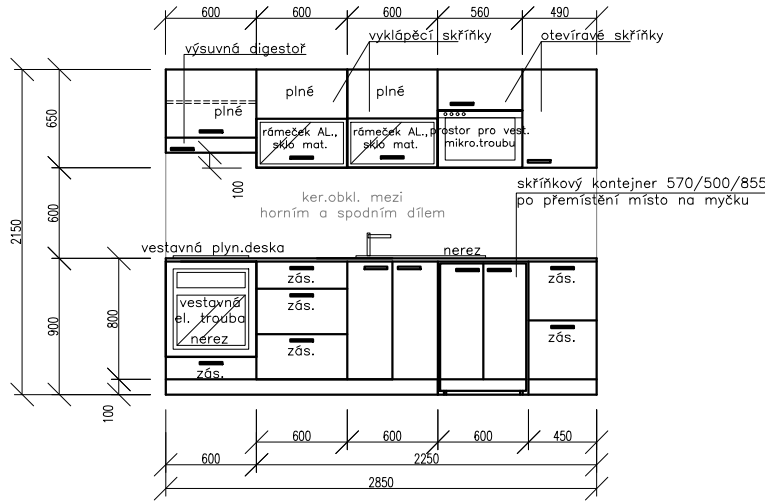 600 600 600 560 490
výsuvná digestoř
vyklápěcí skříňky
otevíravé skříňky
plné
plné
plné
rámeček AL.,
sklo mat.
rámeček AL.,
sklo mat.
prostor pro vest.
mikro.troubu
650
100
600
2150
ker.obkl. mezi
horním a spodním dílem
skříňkový kontejner 570/500/855
po přemístění místo na myčku
vestavná plyn.deska
nerez
vestavná
el. trouba
nerez
zás.
zás.
zás.
zás.
zás.
zás.
900
800
100
600 600 600 450
600 2250
2850